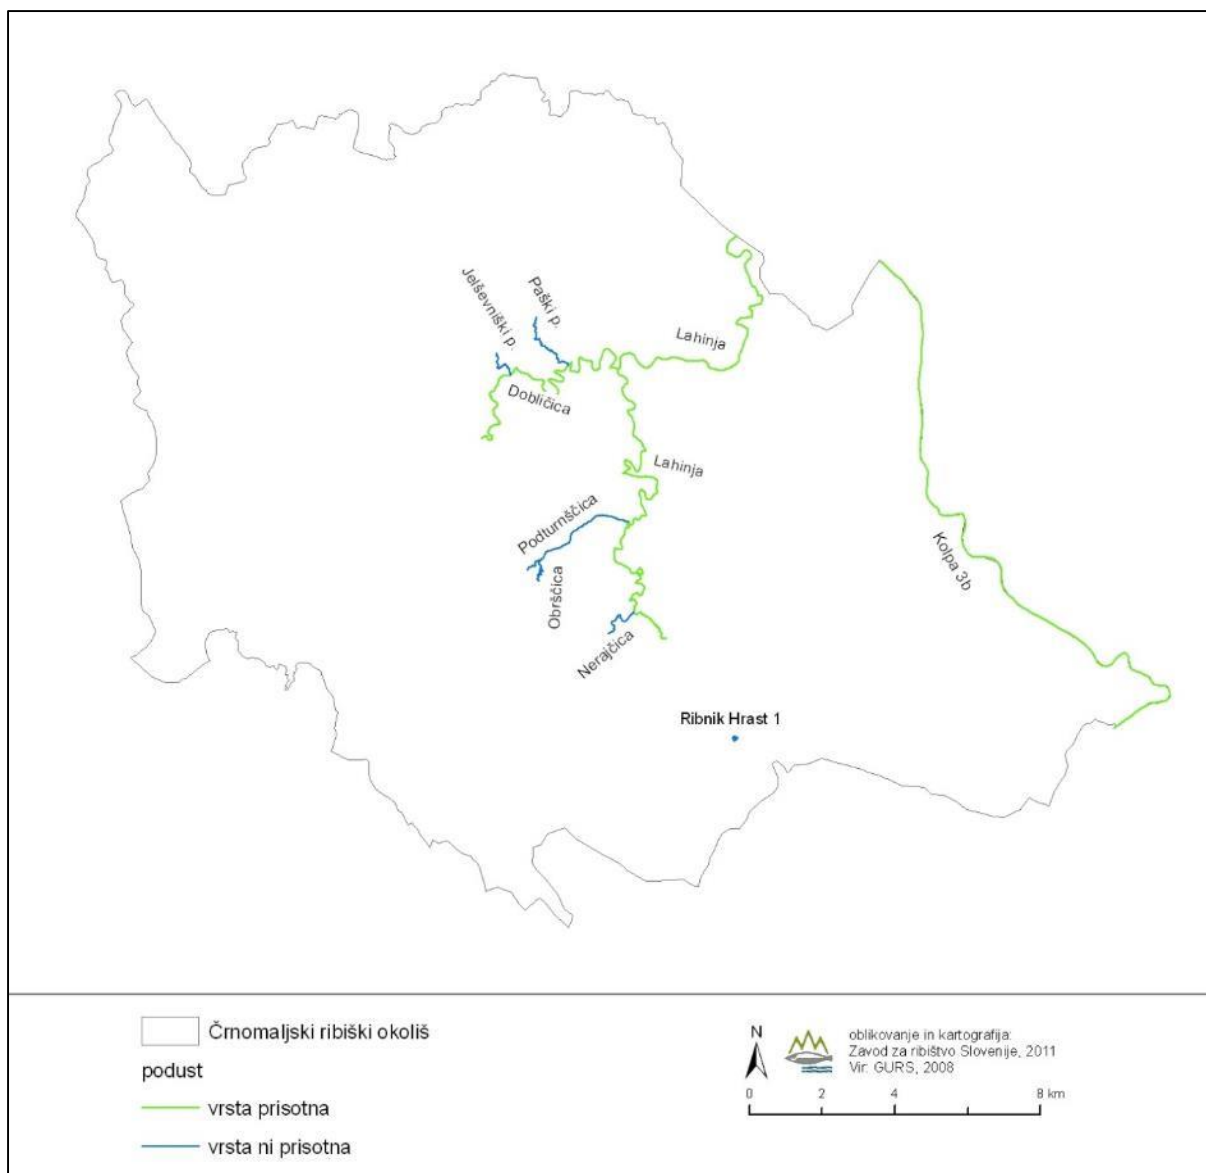 Jelševniški p.
Paški p.
Lahinja
Dobličica
Lahinja
Podturnščica
Obrščica
Nerajčica
Kolpa 3b
Ribnik Hrast 1
Črnomaljski ribiški okoliš
podust
vrsta prisotna
vrsta ni prisotna
N
oblikovanje in kartografija:
Zavod za ribištvo Slovenije, 2011
Vir: GURS, 2008
0 2 4 8 km